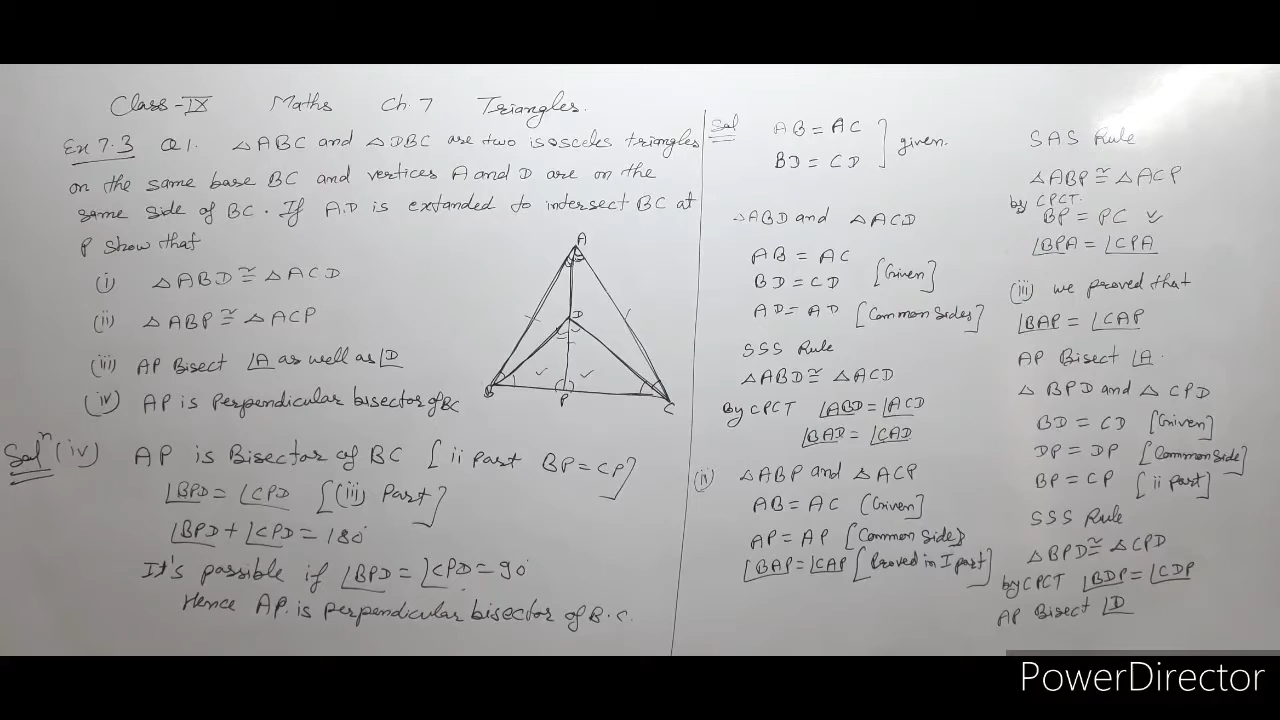 Class-IX Maths Ch. 7 Triangles.
Ex 7.3 Q1. △ABC and △DBC are two isosceles triangles
on the same base BC and vertices A and D are on the
same side of BC. If A.D is extanded to intersect BC at
P show that
(i) △ABD ≅ △ACD
(ii) △ABP ≅ △ACP
(iii) AP Bisect ∠A as well as ∠D
(iv) AP is Perpendicular bisector of BC
A
D
B
P
C
Solⁿ (iv) AP is Bisector of BC [ii part BP = CP]
∠BPD = ∠CPD [(iii) Part]
∠BPD + ∠CPD = 180°
It's possible if ∠BPD = ∠CPD = 90°
Hence AP. is perpendicular bisector of B.C.
Sol AB = AC
BD = CD ] given.
△ABD and △ACD
AB = AC
BD = CD [Given]
AD = AD [Common Sides]
SSS Rule
△ABD ≅ △ACD
By CPCT ∠ABD = ∠ACD
∠BAD = ∠CAD
(ii) △ABP and △ACP
AB = AC (Given]
AP = AP [Common Side]
∠BAP = ∠CAP [Proved in I part]
SAS Rule
△ABP ≅ △ACP
by CPCT.
BP = PC ✓
∠BPA = ∠CPA
(iii) we proved that
∠BAP = ∠CAP
AP Bisect ∠A.
△BPD and △CPD
BD = CD [Given]
DP = DP [Common Side]
BP = CP [ii part]
SSS Rule
△BPD ≅ △CPD
by CPCT ∠BDP = ∠CDP
AP Bisect ∠D
PowerDirector